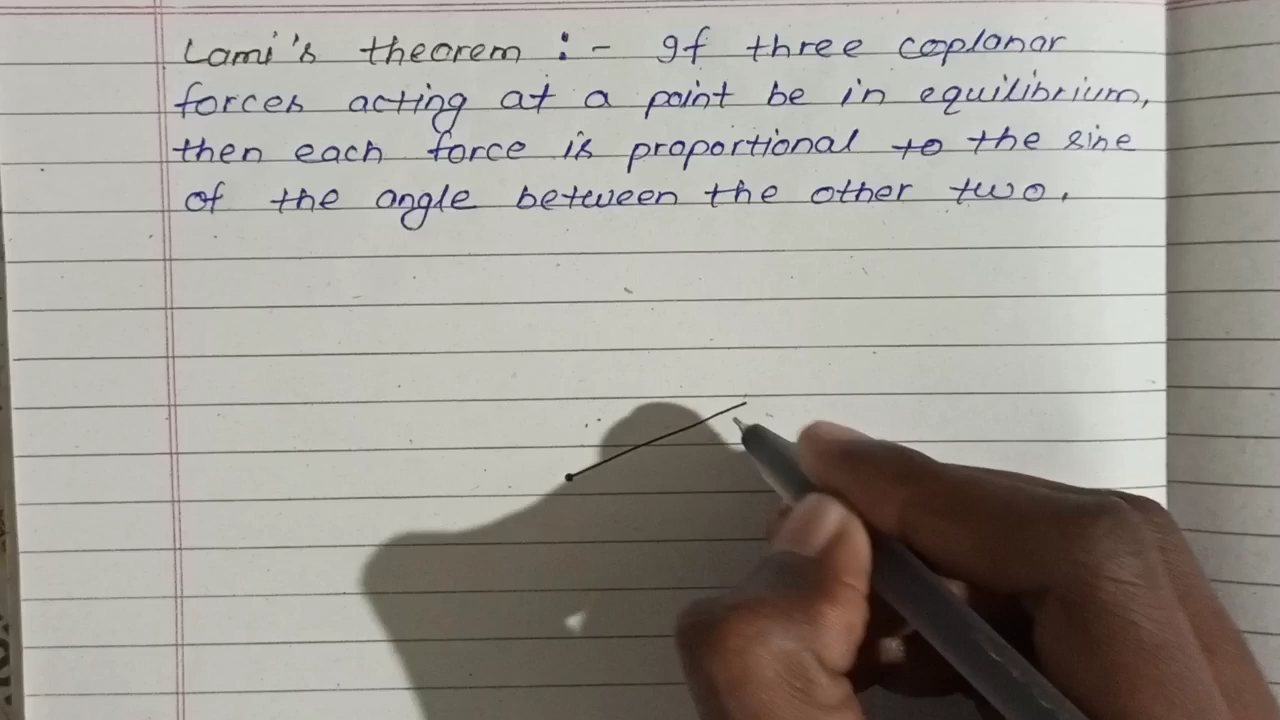 Lami's theorem :- If three coplanar
forces acting at a point be in equilibrium,
then each force is proportional to the sine
of the angle between the other two.